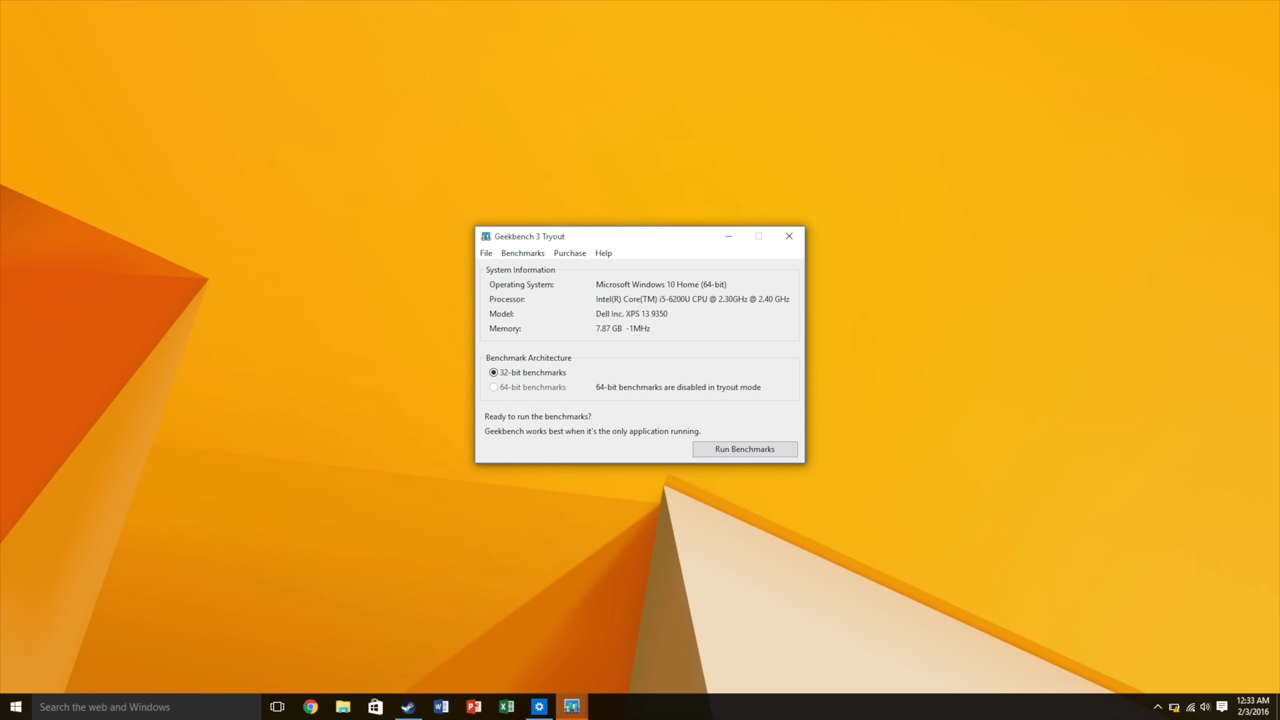 Geekbench 3 Tryout
File Benchmarks Purchase Help
System Information
Operating System: Microsoft Windows 10 Home (64-bit)
Processor: Intel(R) Core(TM) i5-6200U CPU @ 2.30GHz @ 2.40 GHz
Model: Dell Inc. XPS 13 9350
Memory: 7.87 GB -1MHz
Benchmark Architecture
32-bit benchmarks
64-bit benchmarks 64-bit benchmarks are disabled in tryout mode
Ready to run the benchmarks?
Geekbench works best when it's the only application running.
Run Benchmarks
Search the web and Windows
12:33 AM
2/3/2016